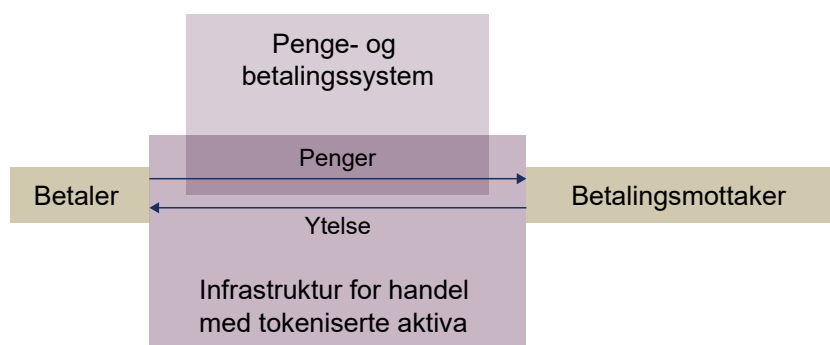 Penge- og
betalingssystem
Penger
Betaler
Betalingsmottaker
Ytelse
Infrastruktur for handel
med tokeniserte aktiva